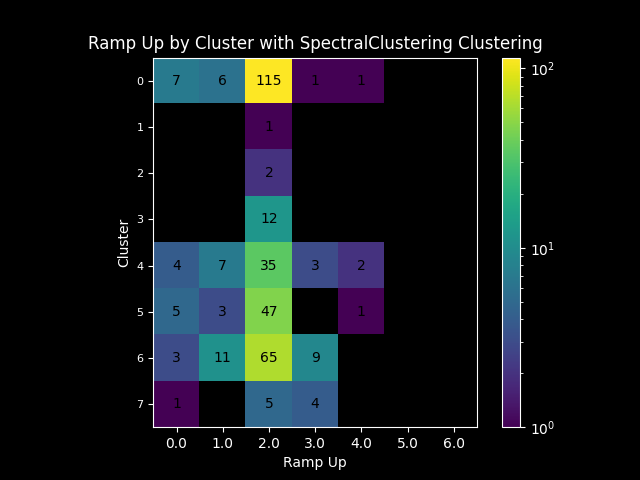 Ramp Up by Cluster with SpectralClustering Clustering
0 7 6 115 1 1
1 1
2 2
3 12
4 4 7 35 3 2
5 5 3 47 1
6 3 11 65 9
7 1 5 4
0.0 1.0 2.0 3.0 4.0 5.0 6.0
Ramp Up
Cluster
10²
10¹
10⁰